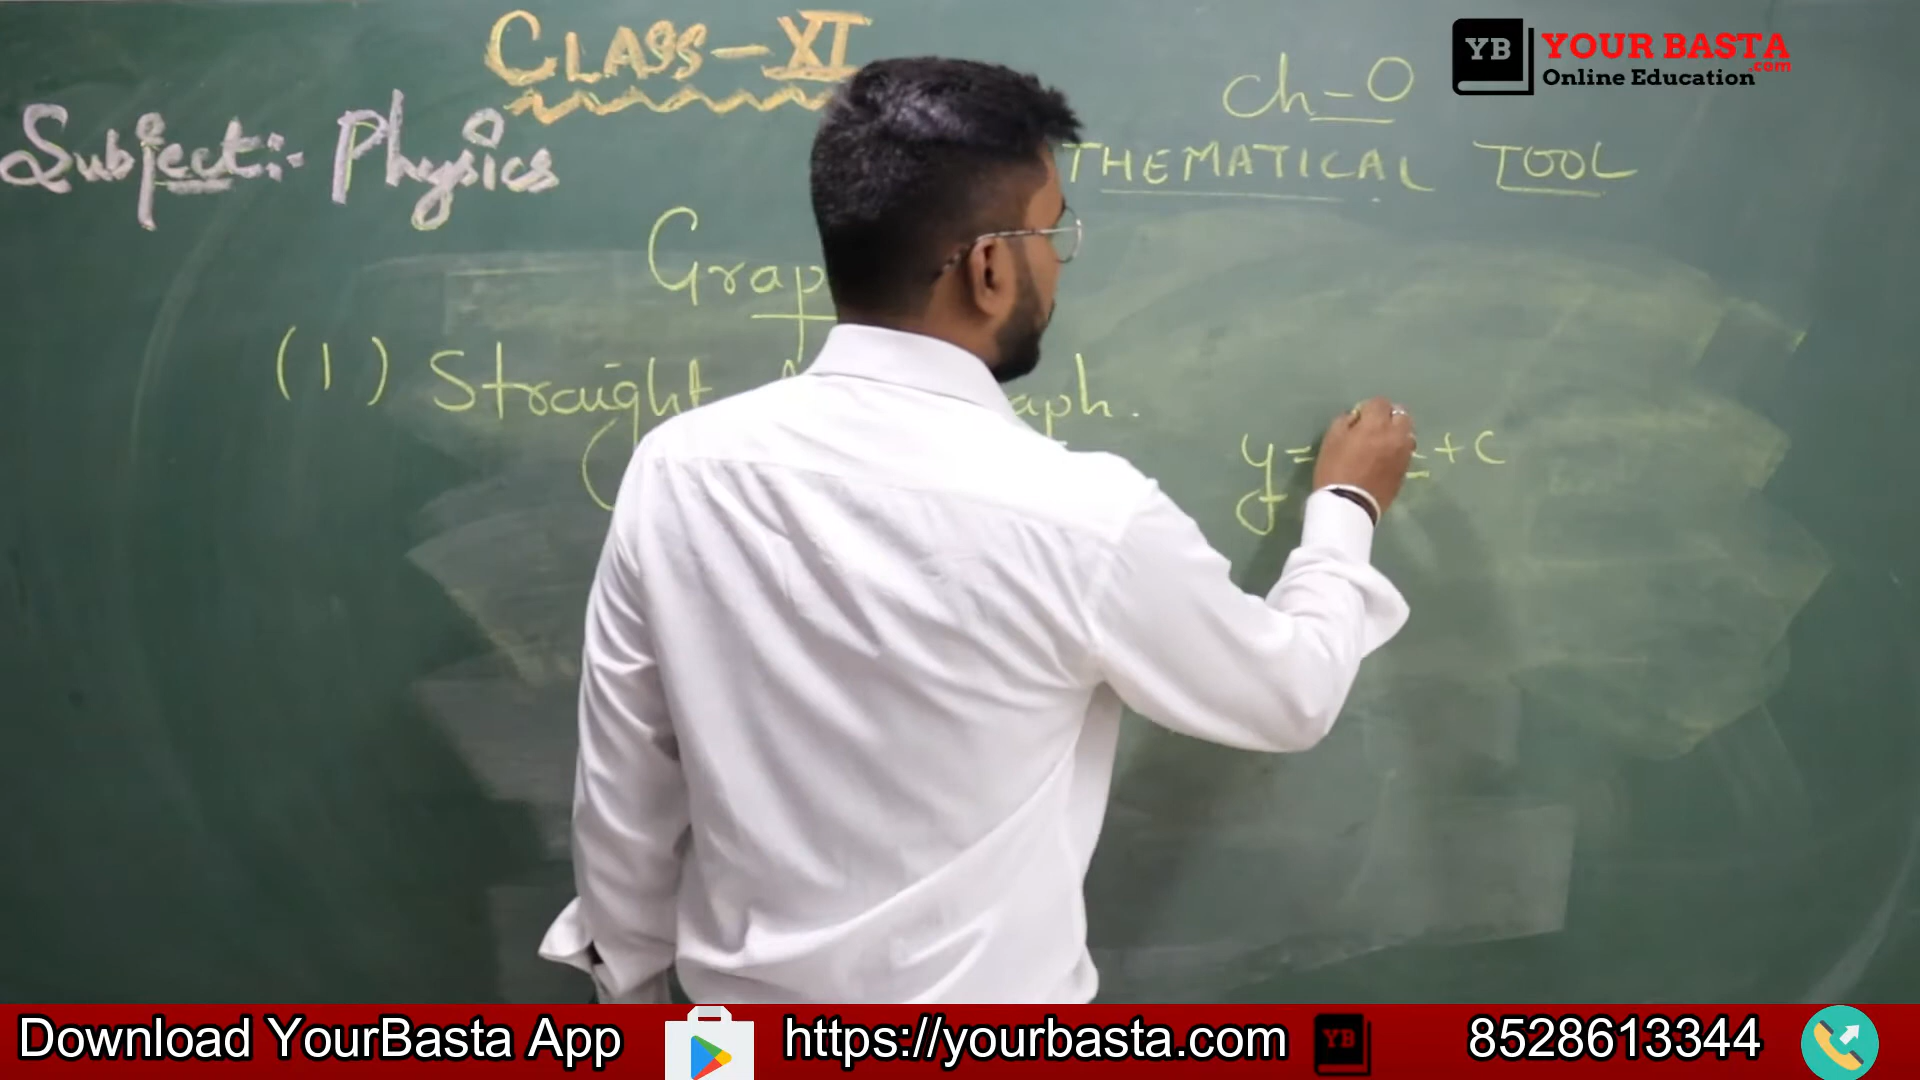 CLASS-XI
Subject:- Physics
ch-0
THEMATICAL TOOL
YB YOUR BASTA
.com
Online Education
Grap
(1) Straight aph.
y= +c
Download YourBasta App https://yourbasta.com YB 8528613344